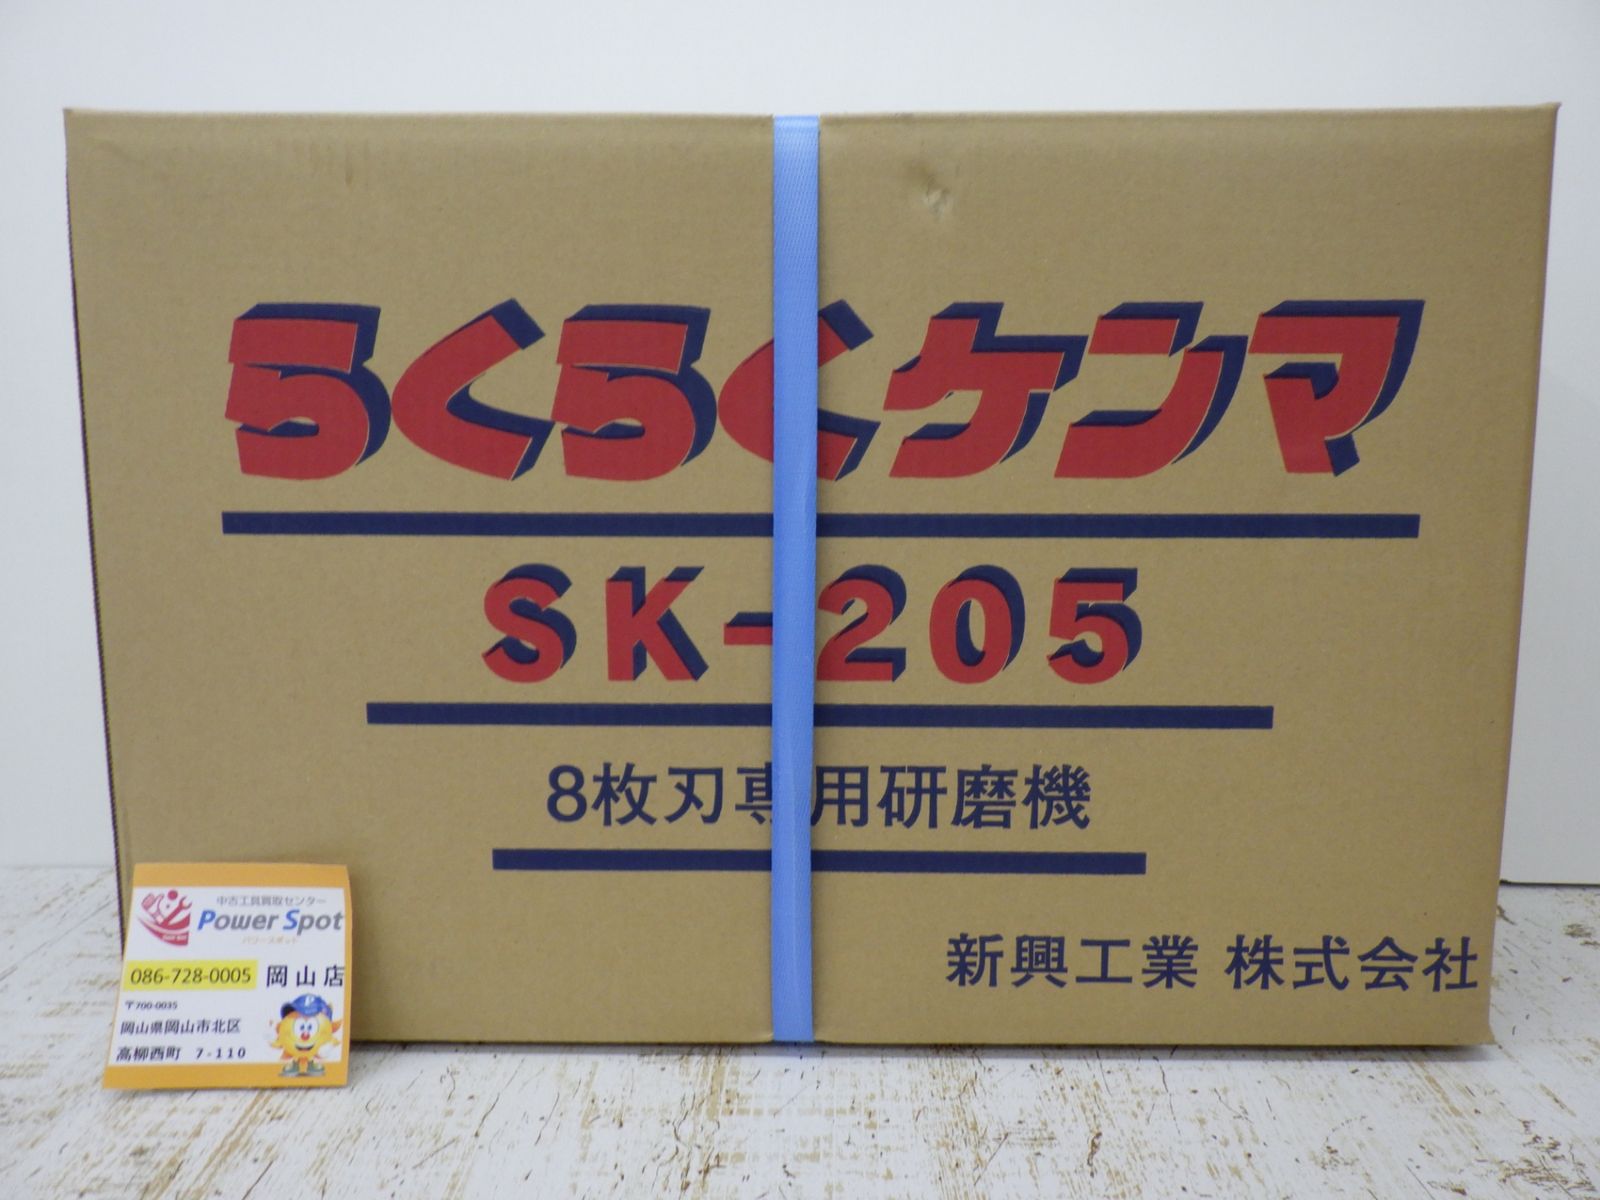 らくらくケンマ
SK-205
8枚刃専用研磨機
新興工業 株式会社
中古工具買取センター
Power Spot
パワースポット
086-728-0005 岡山店
〒700-0035
岡山県岡山市北区
高柳西町 7-110